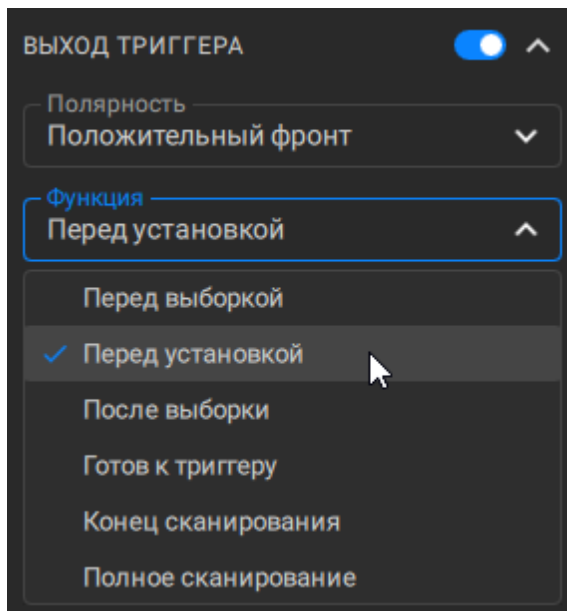 ВЫХОД ТРИГГЕРА
Полярность
Положительный фронт
Функция
Перед установкой
Перед выборкой
Перед установкой
После выборки
Готов к триггеру
Конец сканирования
Полное сканирование